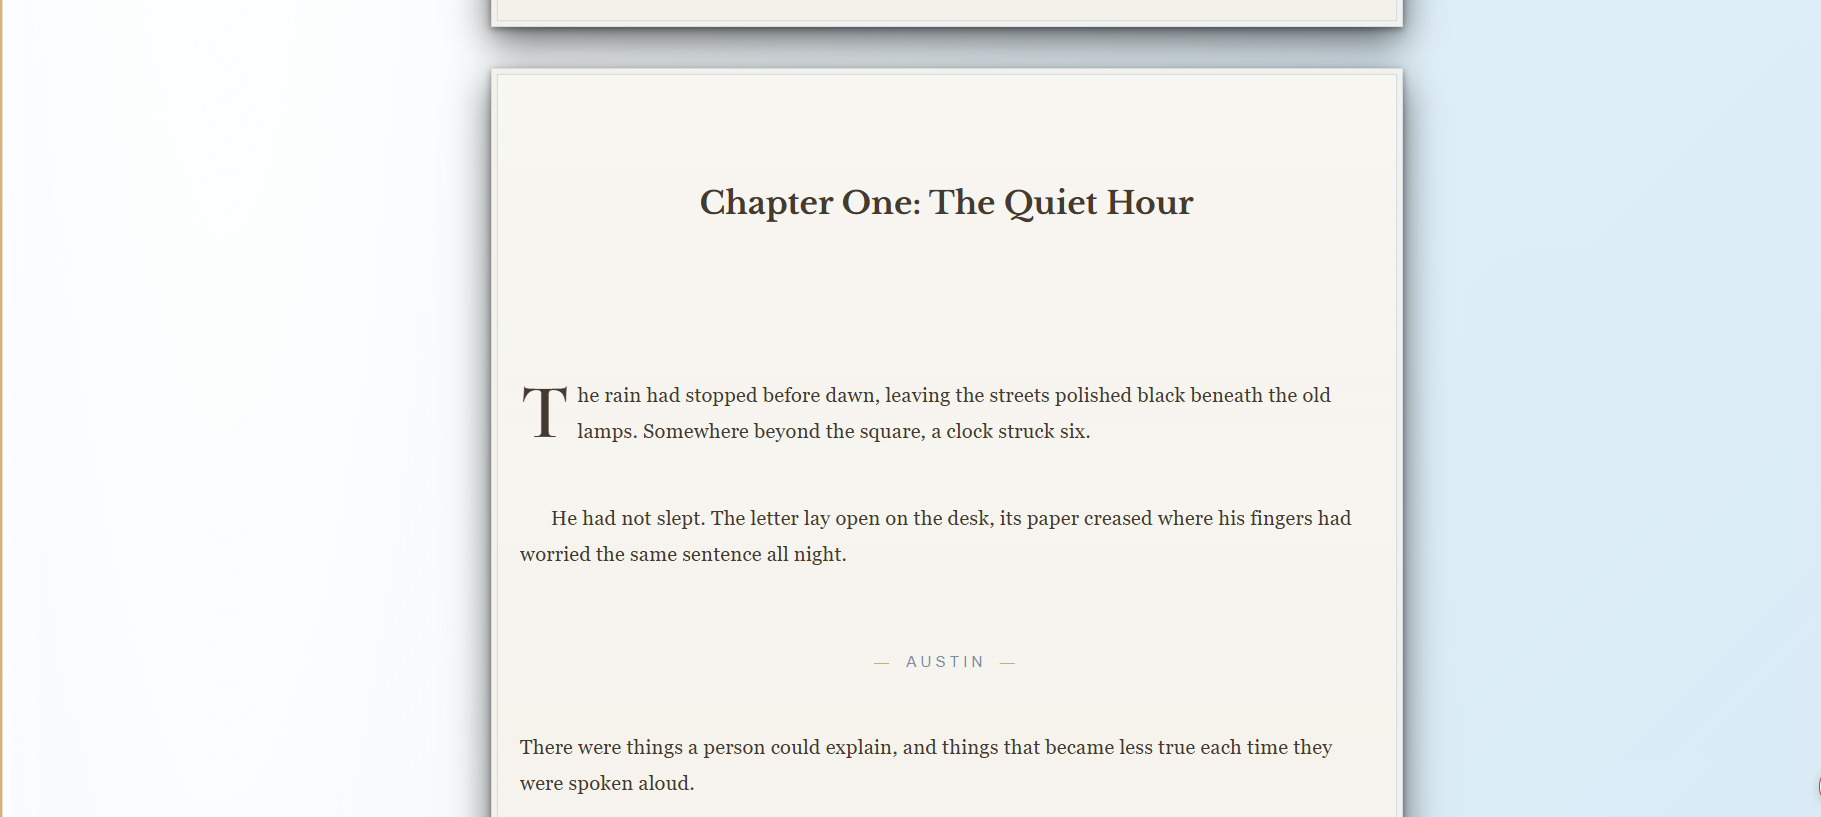 Chapter One: The Quiet Hour
The rain had stopped before dawn, leaving the streets polished black beneath the old
lamps. Somewhere beyond the square, a clock struck six.
He had not slept. The letter lay open on the desk, its paper creased where his fingers had
worried the same sentence all night.
— AUSTIN —
There were things a person could explain, and things that became less true each time they
were spoken aloud.